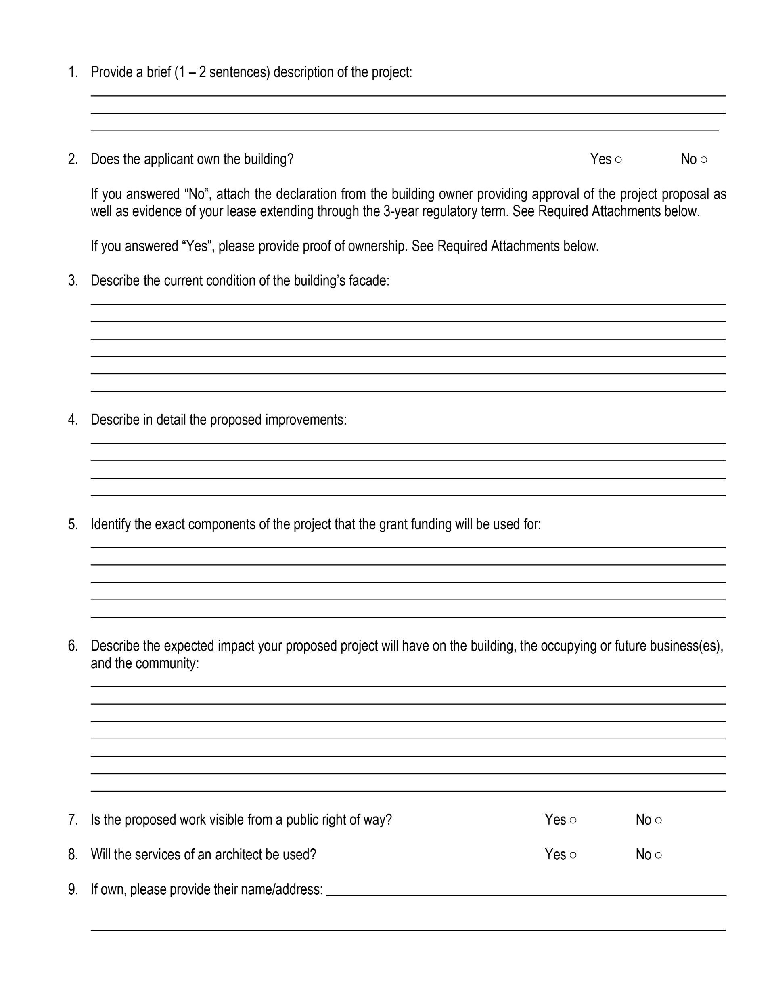 1. Provide a brief (1 – 2 sentences) description of the project:
2. Does the applicant own the building? Yes ○ No ○
If you answered “No”, attach the declaration from the building owner providing approval of the project proposal as
well as evidence of your lease extending through the 3-year regulatory term. See Required Attachments below.
If you answered “Yes”, please provide proof of ownership. See Required Attachments below.
3. Describe the current condition of the building’s facade:
4. Describe in detail the proposed improvements:
5. Identify the exact components of the project that the grant funding will be used for:
6. Describe the expected impact your proposed project will have on the building, the occupying or future business(es),
and the community:
7. Is the proposed work visible from a public right of way? Yes ○ No ○
8. Will the services of an architect be used? Yes ○ No ○
9. If own, please provide their name/address: